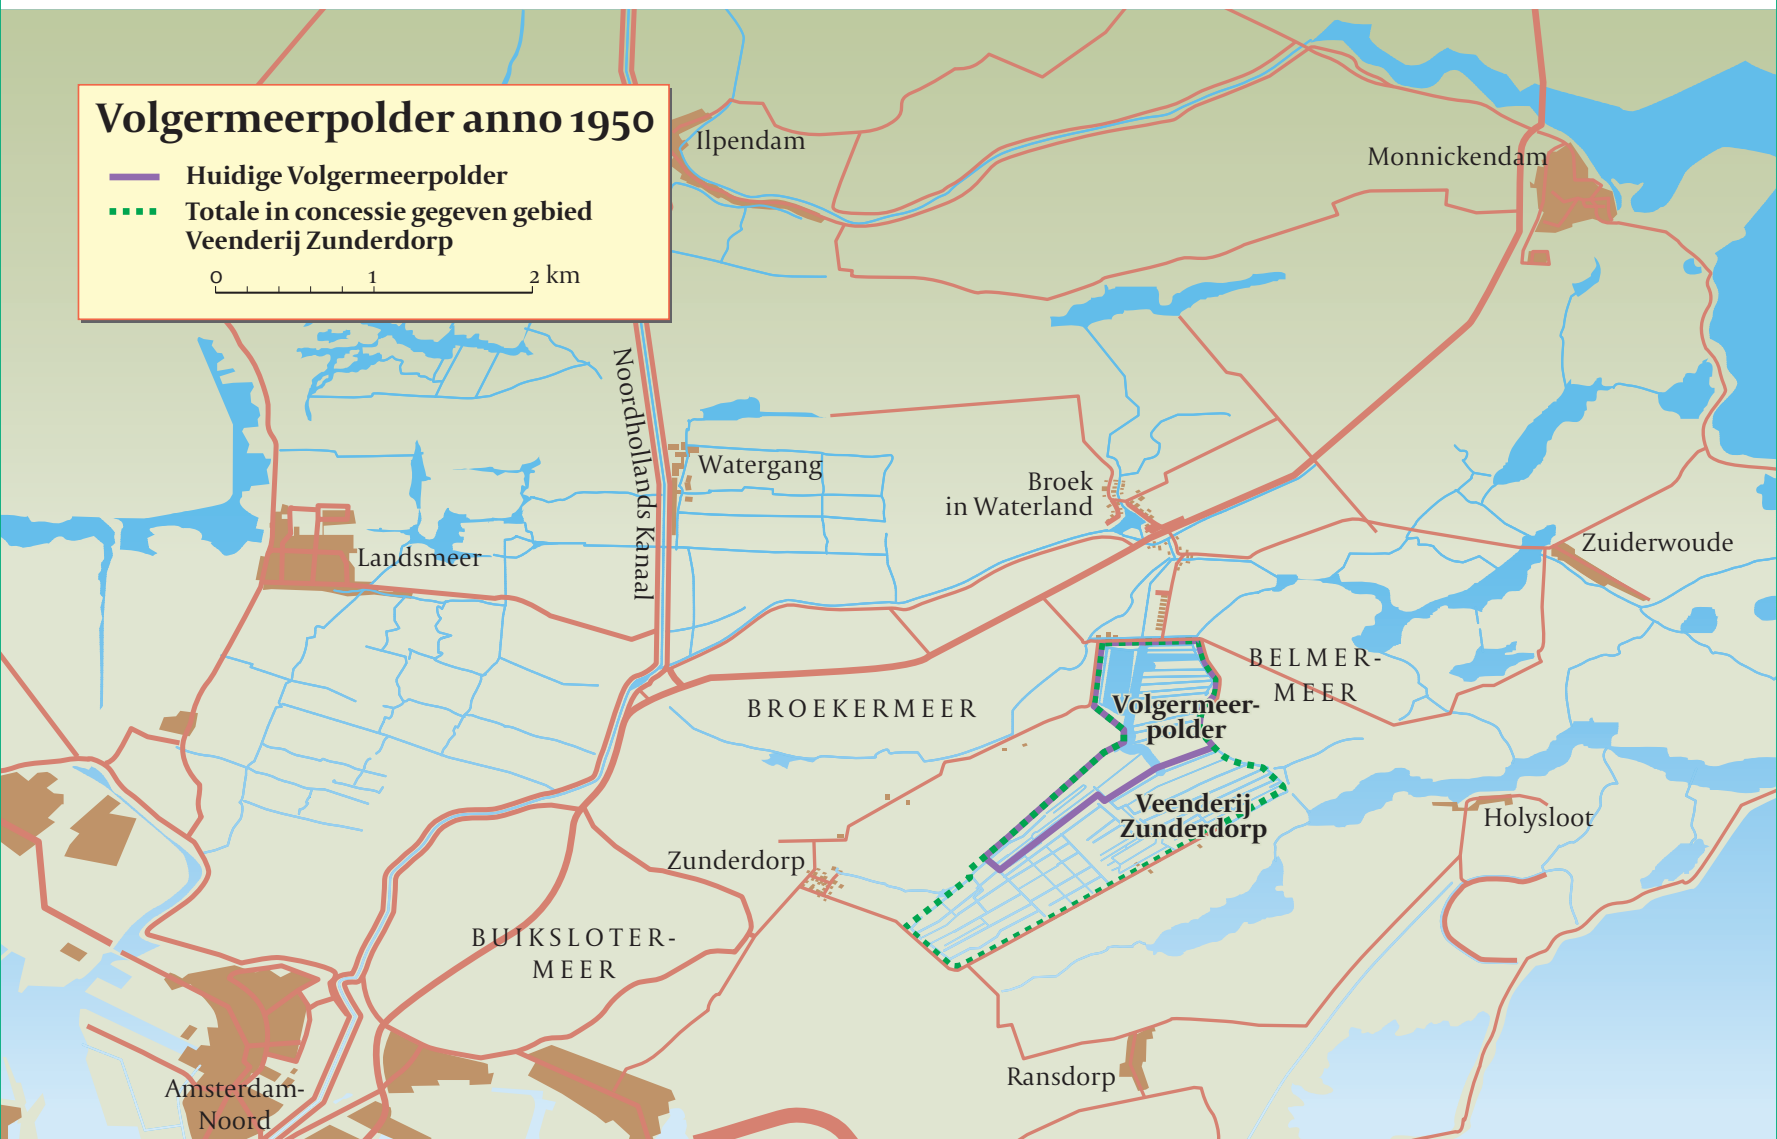 Volgermeerpolder anno 1950
Huidige Volgermeerpolder
Totale in concessie gegeven gebied
Veenderij Zunderdorp
0 1 2 km
Ilpendam
Monnickendam
Noordhollands Kanaal
Watergang
Broek
in Waterland
Landsmeer
Zuiderwoude
BELMER-
MEER
BROEKERMEER
Volgermeer-
polder
Veenderij
Zunderdorp
Holysloot
Zunderdorp
BUIKSLOTER-
MEER
Ransdorp
Amsterdam-
Noord